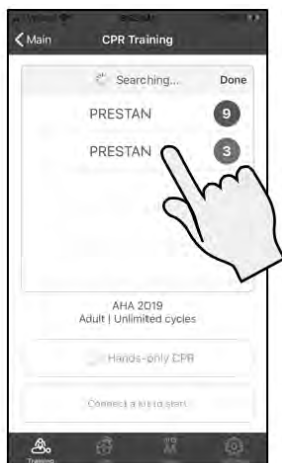 Main CPR Training
Searching.... Done
PRESTAN 9
PRESTAN 3
AHA 2019
Adult | Unlimited cycles
Hands-only CPR
Connect a kit to start
Training